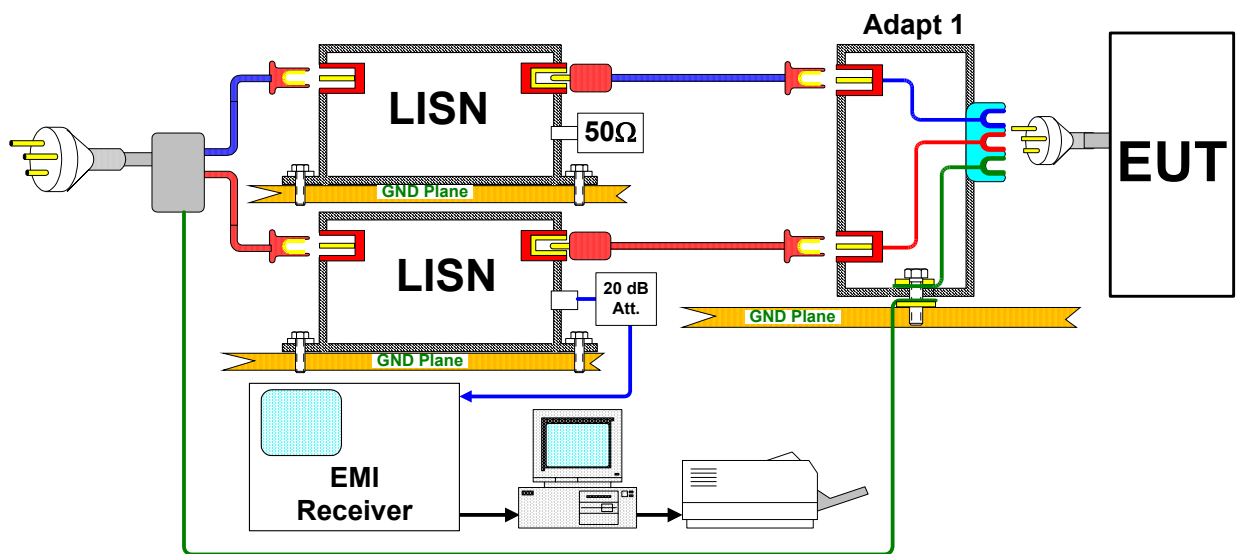 Adapt 1
LISN
50Ω
EUT
GND Plane
LISN
20 dB
Att.
GND Plane
GND Plane
EMI
Receiver